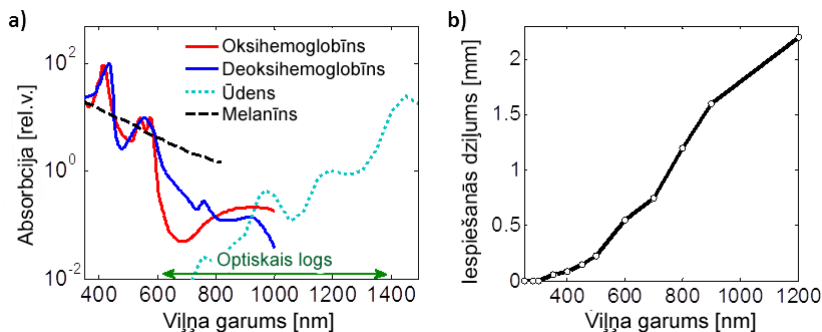 a)
Absorbcija [rel.v.]
10²
10⁰
10⁻²
Oksihemoglobīns
Deoksihemoglobīns
Ūdens
Melanīns
Optiskais logs
400 600 800 1000 1200 1400
Viļņa garums [nm]
b)
Iespiešanās dziļums [mm]
2
1.5
1
0.5
0
400 600 800 1000 1200
Viļņa garums [nm]